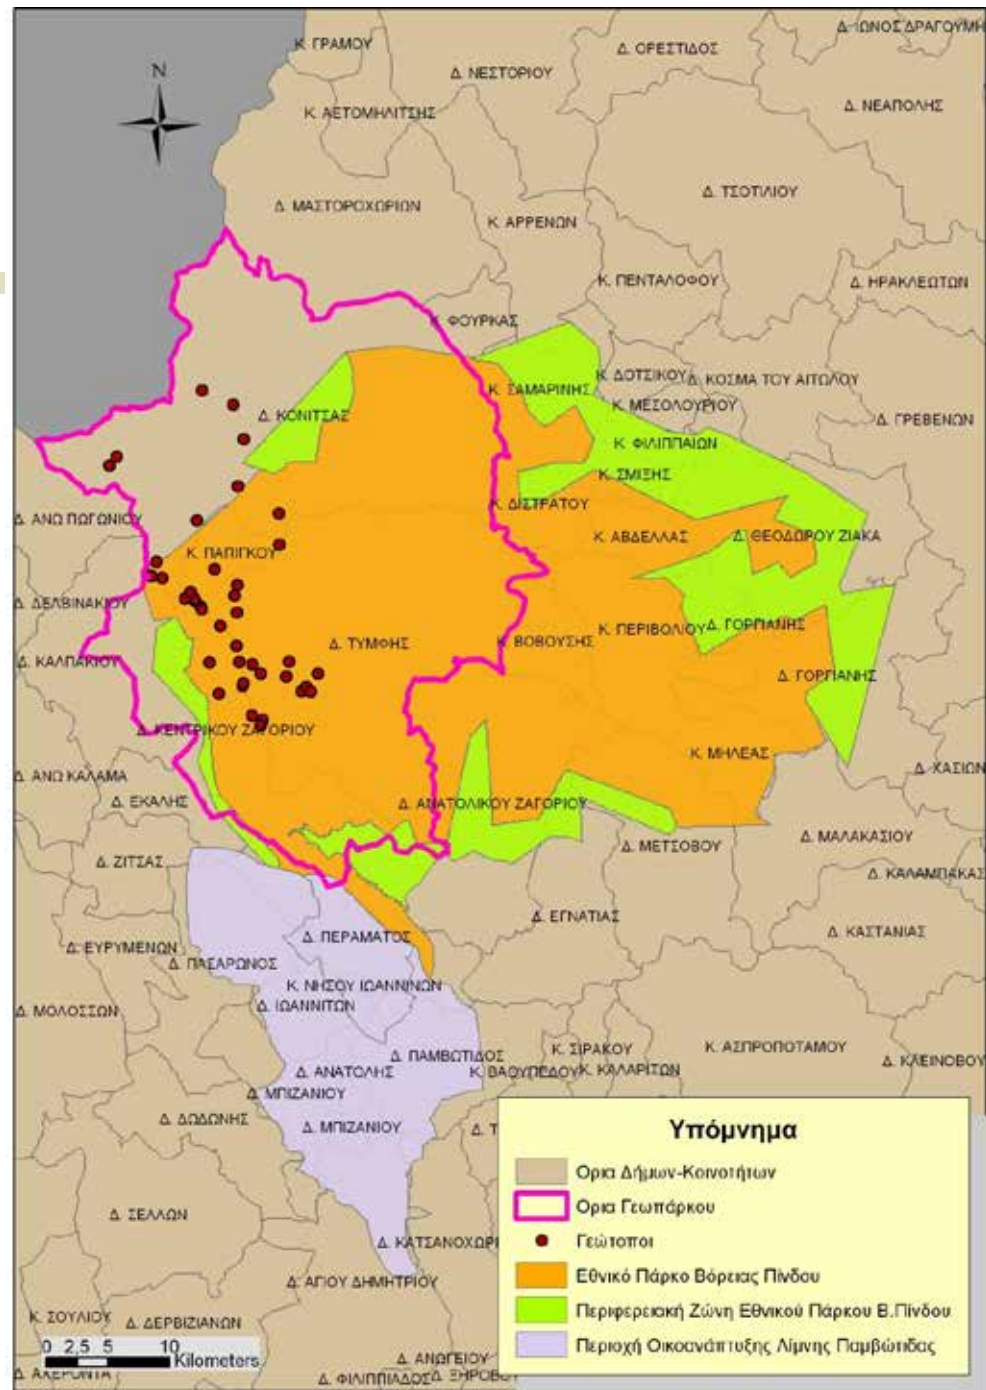 Κ. ΓΡΑΜΟΥ
Δ. ΙΩΝΟΣ ΔΡΑΓΟΥΜΗ
Δ. ΟΡΕΣΤΙΔΟΣ
Δ. ΝΕΣΤΟΡΙΟΥ
N
Κ. ΑΕΤΟΜΗΛΙΤΣΗΣ
Δ. ΝΕΑΠΟΛΗΣ
Δ. ΤΣΟΤΙΛΙΟΥ
Δ. ΜΑΣΤΟΡΟΧΩΡΙΩΝ
Κ. ΑΡΡΕΝΩΝ
Κ. ΠΕΝΤΑΛΟΦΟΥ
Δ. ΗΡΑΚΛΕΩΤΩΝ
Κ. ΦΟΥΡΚΑΣ
Κ. ΔΟΤΣΙΚΟΥ
Δ. ΚΟΣΜΑ ΤΟΥ ΑΙΤΩΛΟΥ
Κ. ΣΑΜΑΡΙΝΗΣ
Κ. ΜΕΣΟΛΟΥΡΙΟΥ
Δ. ΚΟΝΙΤΣΑΣ
Δ. ΓΡΕΒΕΝΩΝ
Κ. ΦΙΛΙΠΠΑΙΩΝ
Κ. ΣΜΙΞΗΣ
Κ. ΔΙΣΤΡΑΤΟΥ
Δ. ΑΝΩ ΠΩΓΩΝΙΟΥ
Κ. ΑΒΔΕΛΛΑΣ
Δ. ΘΕΟΔΩΡΟΥ ΖΙΑΚΑ
Κ. ΠΑΠΙΓΚΟΥ
Δ. ΔΕΛΒΙΝΑΚΙΟΥ
Κ. ΠΕΡΙΒΟΛΙΟΥ
Δ. ΓΟΡΓΙΑΝΗΣ
Δ. ΤΥΜΦΗΣ
Κ. ΒΟΒΟΥΣΗΣ
Δ. ΚΑΛΠΑΚΙΟΥ
Δ. ΓΟΡΓΙΑΝΗΣ
Δ. ΚΕΝΤΡΙΚΟΥ ΖΑΓΟΡΙΟΥ
Κ. ΜΗΛΕΑΣ
Δ. ΧΑΣΙΩΝ
Δ. ΑΝΩ ΚΑΛΑΜΑ
Δ. ΕΚΑΛΗΣ
Δ. ΑΝΑΤΟΛΙΚΟΥ ΖΑΓΟΡΙΟΥ
Δ. ΜΑΛΑΚΑΣΙΟΥ
Δ. ΜΕΤΣΟΒΟΥ
Δ. ΖΙΤΣΑΣ
Δ. ΚΑΛΑΜΠΑΚΑΣ
Δ. ΕΓΝΑΤΙΑΣ
Δ. ΚΑΣΤΑΝΙΑΣ
Δ. ΠΕΡΑΜΑΤΟΣ
Δ. ΕΥΡΥΜΕΝΩΝ
Δ. ΠΑΣΑΡΩΝΟΣ
Κ. ΝΗΣΟΥ ΙΩΑΝΝΙΝΩΝ
Δ. ΙΩΑΝΝΙΤΩΝ
Δ. ΜΟΛΟΣΣΩΝ
Δ. ΠΑΜΒΩΤΙΔΟΣ
Κ. ΣΙΡΑΚΟΥ
Κ. ΑΣΠΡΟΠΟΤΑΜΟΥ
Δ. ΚΛΕΙΝΟΒΟΥ
Δ. ΑΝΑΤΟΛΗΣ
Κ. ΒΑΘΥΠΕΔΟΥ
Κ. ΚΑΛΑΡΙΤΩΝ
Δ. ΜΠΙΖΑΝΙΟΥ
Δ. ΔΩΔΩΝΗΣ
Δ. ΜΠΙΖΑΝΙΟΥ
Δ. Τ
Υπόμνημα
Ορια Δήμων-Κοινοτήτων
Ορια Γεωπάρκου
Γεώτοποι
Εθνικό Πάρκο Βόρειας Πίνδου
Περιφερειακή Ζώνη Εθνικού Πάρκου Β.Πίνδου
Περιοχή Οικοανάπτυξης Λίμνης Παμβώτιδας
Δ. ΣΕΛΛΩΝ
Δ. ΚΑΤΣΑΝΟΧΩΡΙ
Δ. ΑΓΙΟΥ ΔΗΜΗΤΡΙΟΥ
Κ. ΣΟΥΛΙΟΥ
Δ. ΔΕΡΒΙΖΙΑΝΩΝ
0 2,5 5 10
Kilometers
Δ. ΑΝΩΓΕΙΟΥ
Δ. ΑΧΕΡΟΝΤΑ
Δ. ΦΙΛΙΠΠΙΑΔΟΣ
Δ. ΞΗΡΟΒΟΥ